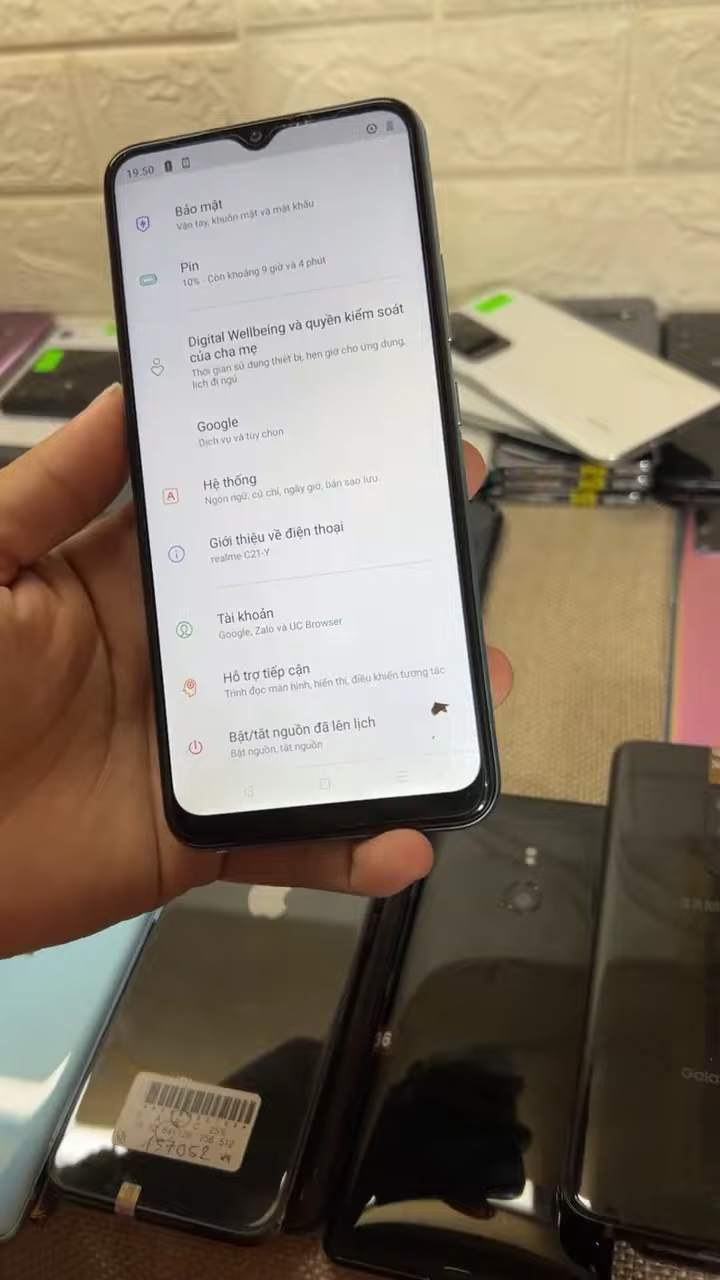 19:50
Bảo mật
Vân tay, khuôn mặt và mật khẩu
Pin
10% - Còn khoảng 9 giờ và 4 phút
Digital Wellbeing và quyền kiểm soát
của cha mẹ
Thời gian sử dụng thiết bị, hẹn giờ cho ứng dụng,
lịch đi ngủ
Google
Dịch vụ và tùy chọn
Hệ thống
Ngôn ngữ, cử chỉ, ngày giờ, bản sao lưu
Giới thiệu về điện thoại
realme C21-Y
Tài khoản
Google, Zalo và UC Browser
Hỗ trợ tiếp cận
Trình đọc màn hình, hiển thị, điều khiển tương tác
Bật/tắt nguồn đã lên lịch
Bật nguồn, tắt nguồn
SAM
Gala
256 512
157052